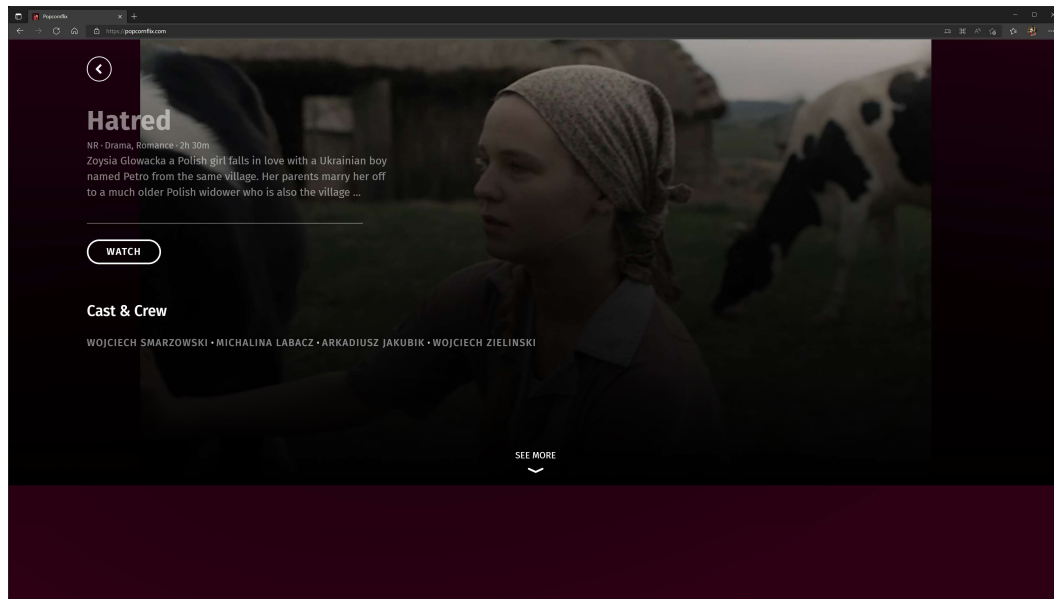 Popcornflix
https://popcornflix.com
Hatred
NR · Drama, Romance · 2h 30m
Zoysia Glowacka a Polish girl falls in love with a Ukrainian boy
named Petro from the same village. Her parents marry her off
to a much older Polish widower who is also the village ...
WATCH
Cast & Crew
WOJCIECH SMARZOWSKI • MICHALINA LABACZ • ARKADIUSZ JAKUBIK • WOJCIECH ZIELINSKI
SEE MORE